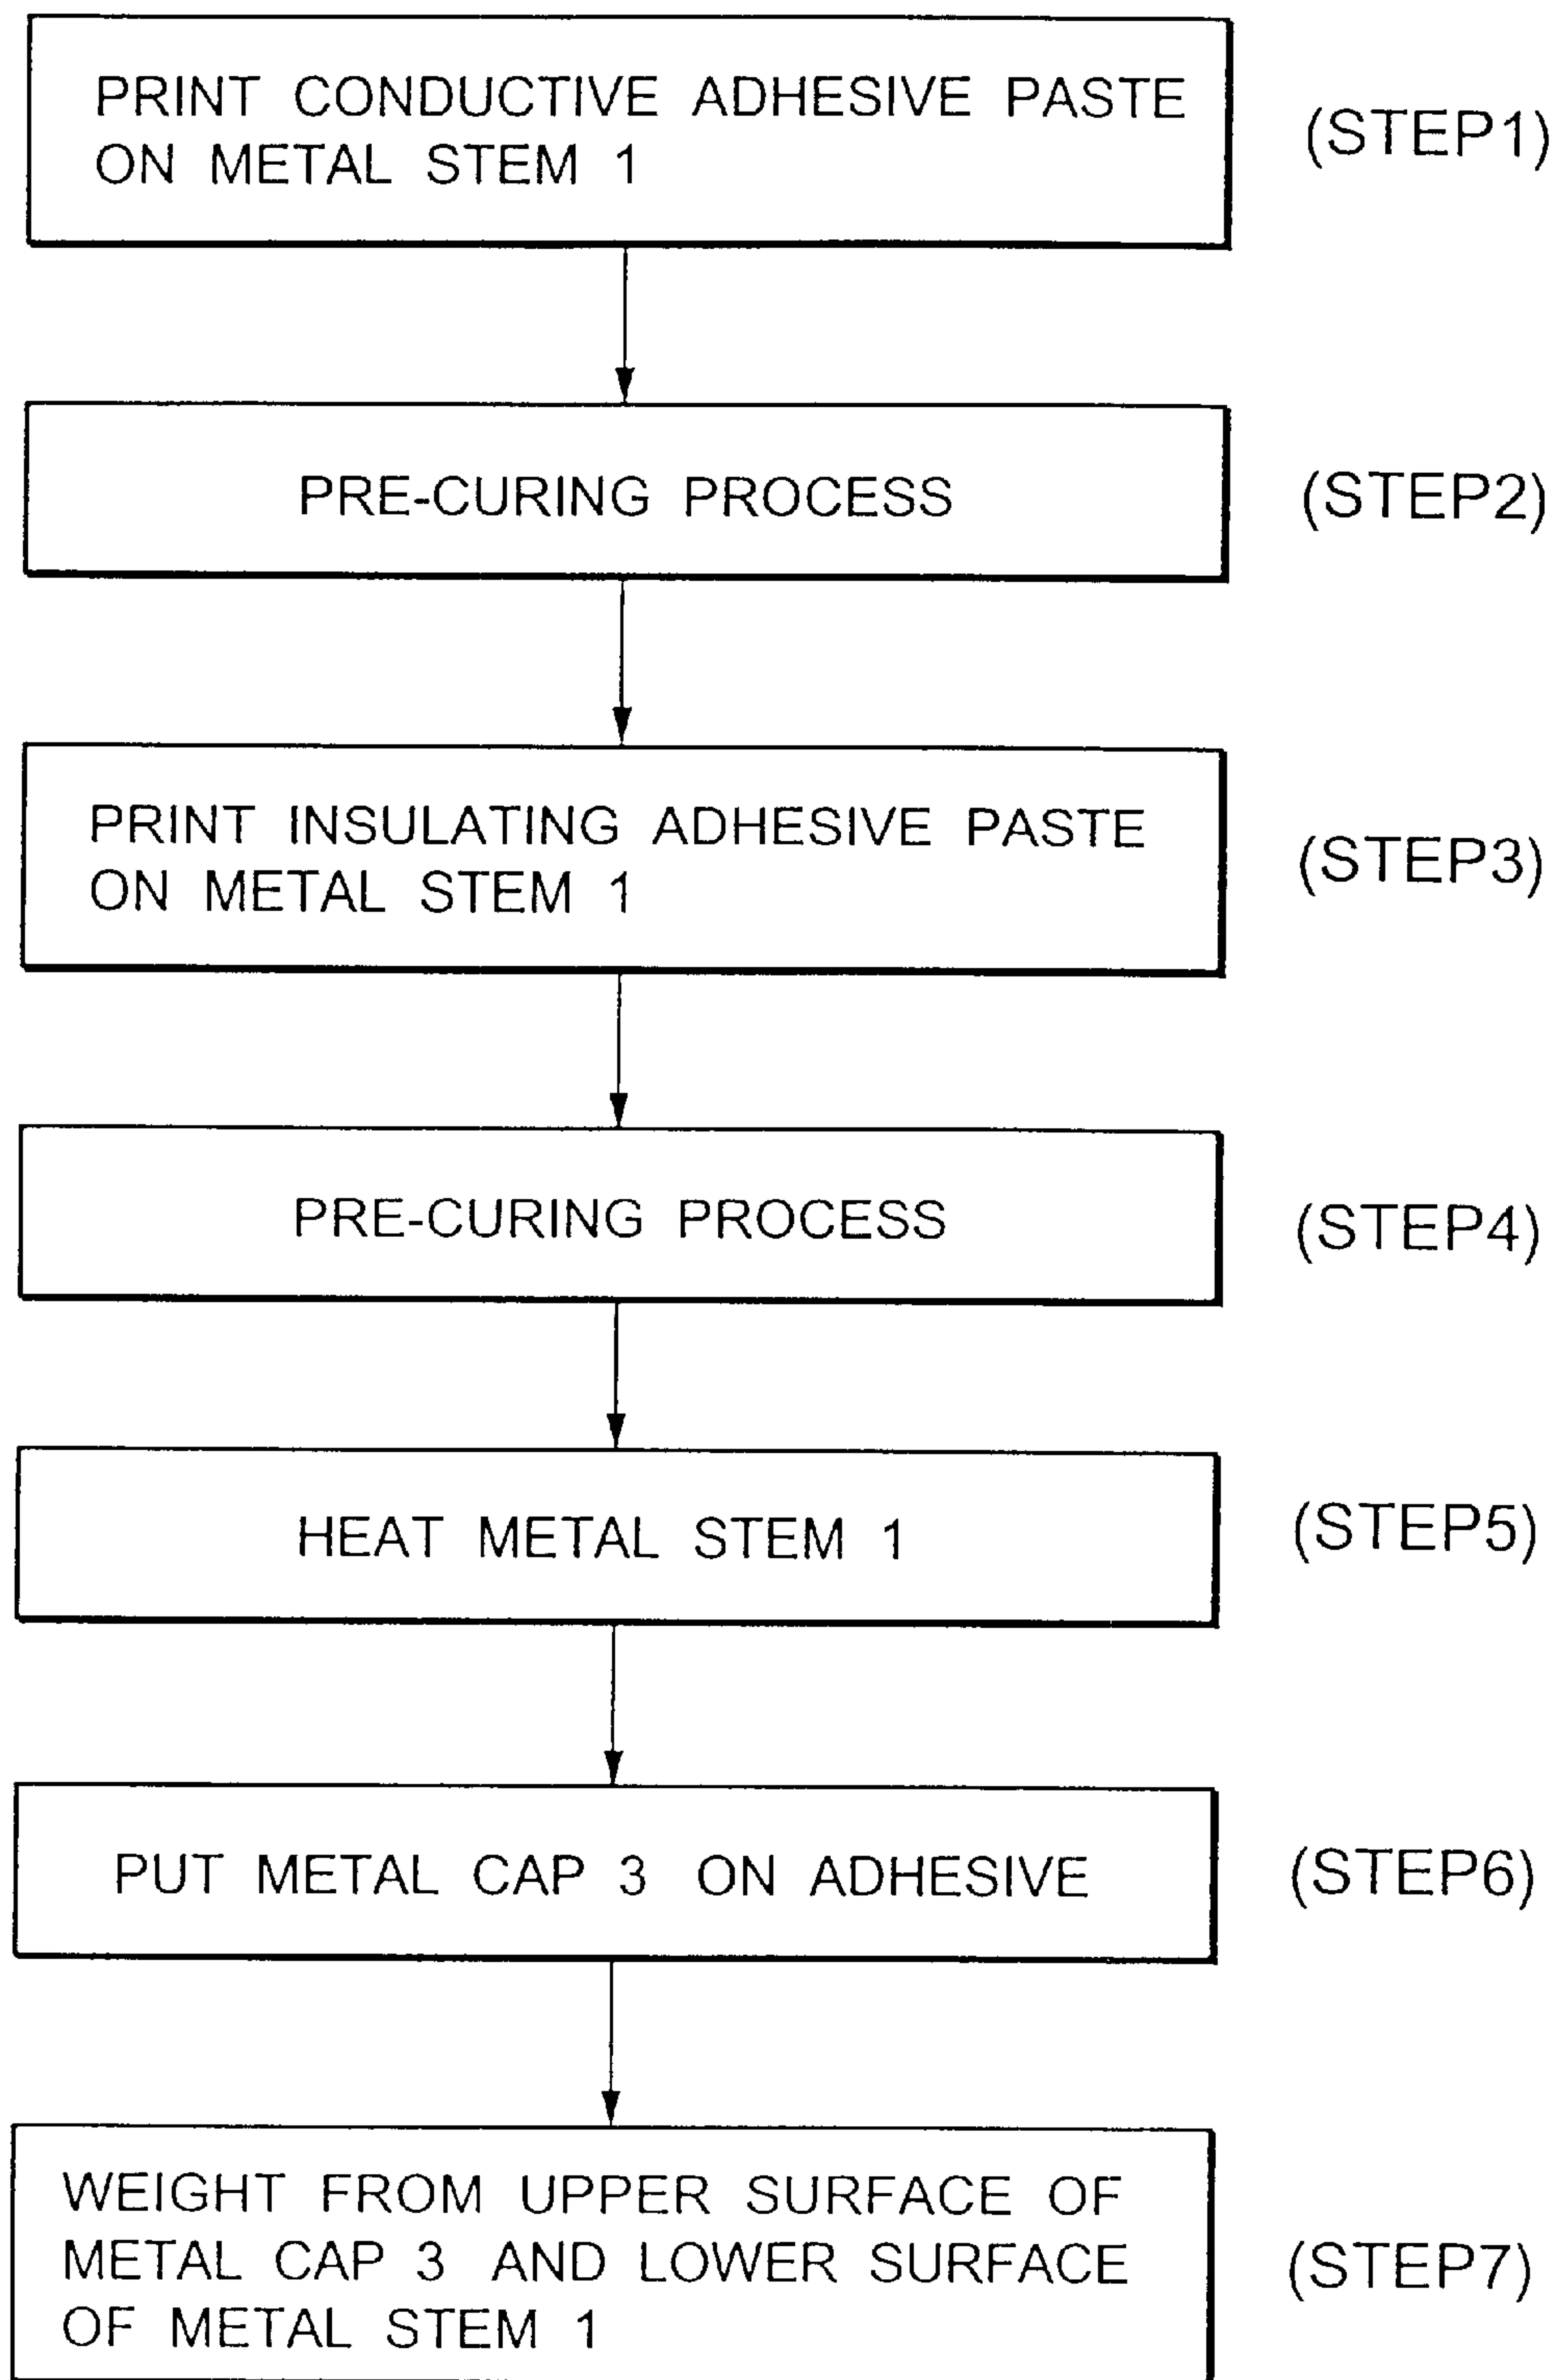 PRINT CONDUCTIVE ADHESIVE PASTE
ON METAL STEM 1
(STEP1)
PRE-CURING PROCESS
(STEP2)
PRINT INSULATING ADHESIVE PASTE
ON METAL STEM 1
(STEP3)
PRE-CURING PROCESS
(STEP4)
HEAT METAL STEM 1
(STEP5)
PUT METAL CAP 3 ON ADHESIVE
(STEP6)
WEIGHT FROM UPPER SURFACE OF
METAL CAP 3 AND LOWER SURFACE
OF METAL STEM 1
(STEP7)